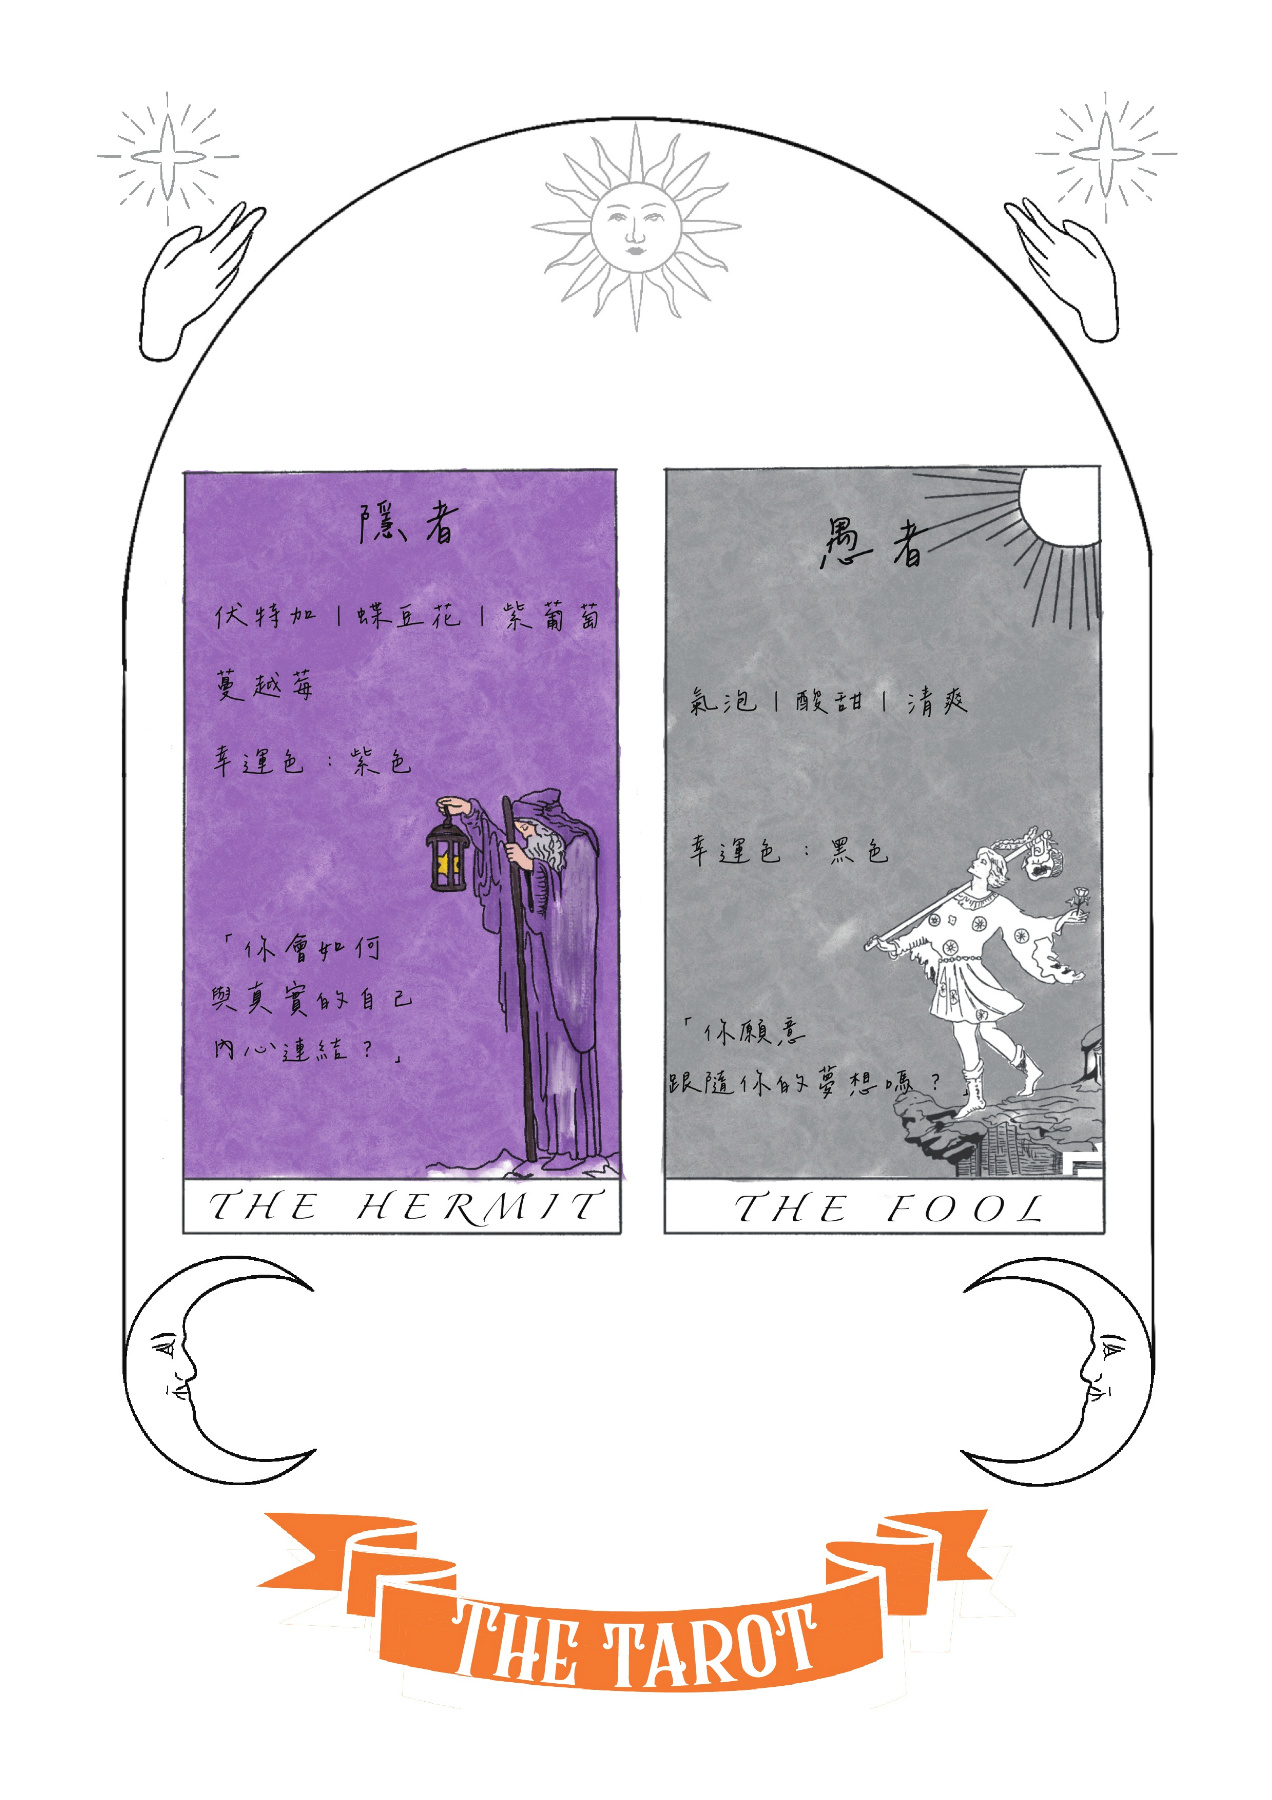 隱者
伏特加|蝶豆花|紫葡萄
蔓越莓
幸運色：紫色
「你會如何
與真實的自己
內心連結？」
THE HERMIT
愚者
氣泡|酸甜|清爽
幸運色：黑色
「你願意
跟隨你的夢想嗎？」
THE FOOL
THE TAROT